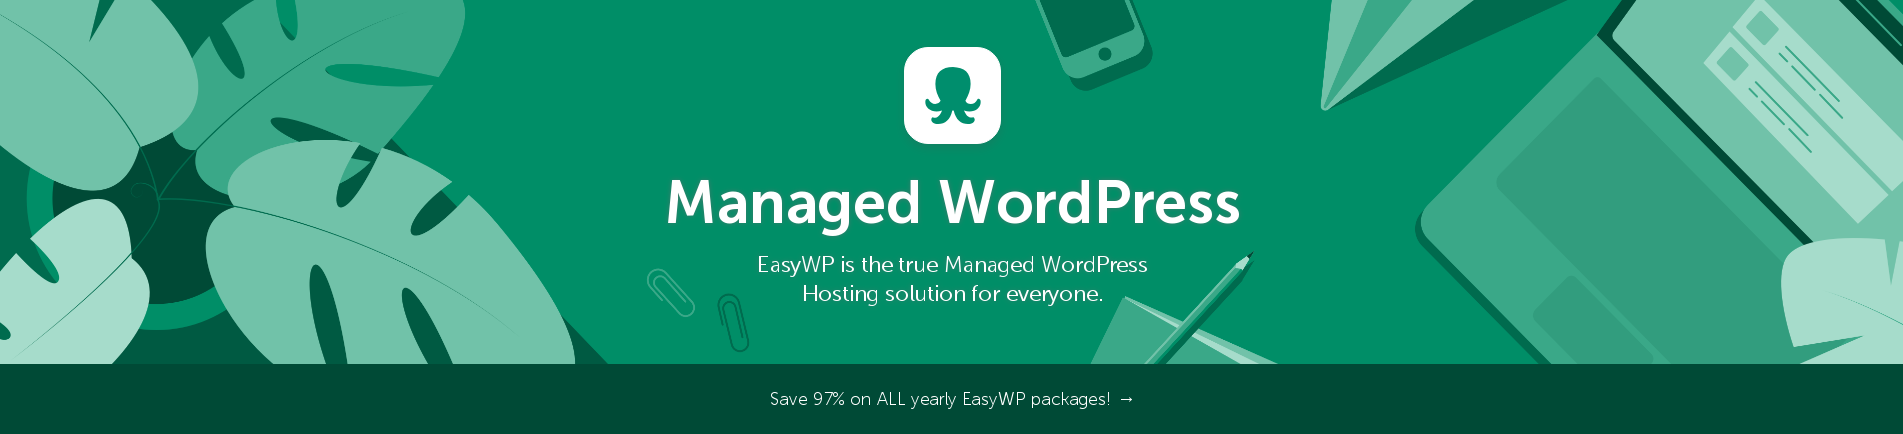 Managed WordPress
EasyWP is the true Managed WordPress
Hosting solution for everyone.
Save 97% on ALL yearly EasyWP packages! →